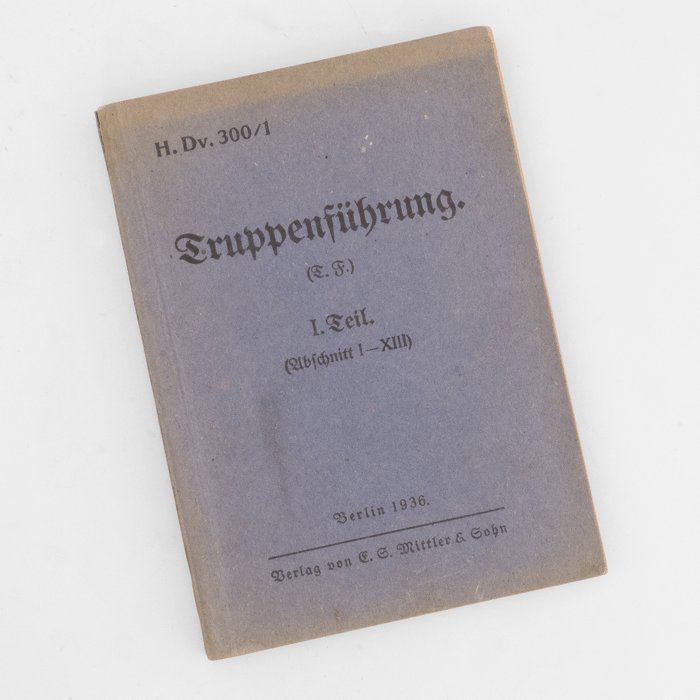 H. Dv. 300/1
Truppenführung.
(T. F.)
I. Teil.
(Abschnitt I—XIII)
Berlin 1936.
Verlag von E. S. Mittler & Sohn